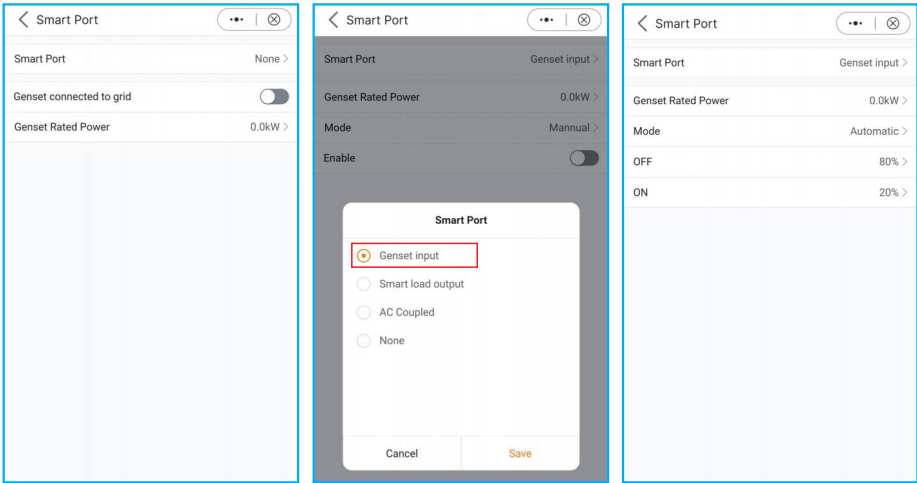 Smart Port
Smart Port None
Genset connected to grid
Genset Rated Power 0.0kW
Smart Port
Smart Port Genset input
Genset Rated Power 0.0kW
Mode Mannual
Enable
Smart Port
Genset input
Smart load output
AC Coupled
None
Cancel Save
Smart Port
Smart Port Genset input
Genset Rated Power 0.0kW
Mode Automatic
OFF 80%
ON 20%